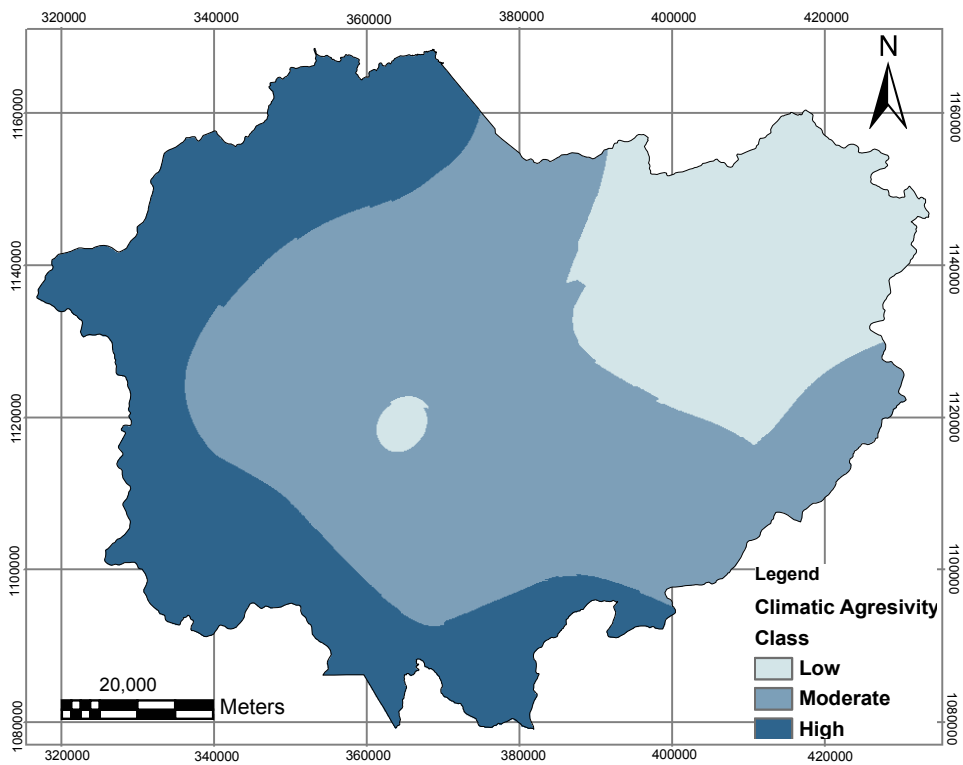 320000 340000 360000 380000 400000 420000
N
1160000 1160000
1140000 1140000
1120000 1120000
1100000 1100000
Legend
Climatic Agresivity
Class
Low
Moderate
High
20,000
Meters
1080000 1080000
320000 340000 360000 380000 400000 420000